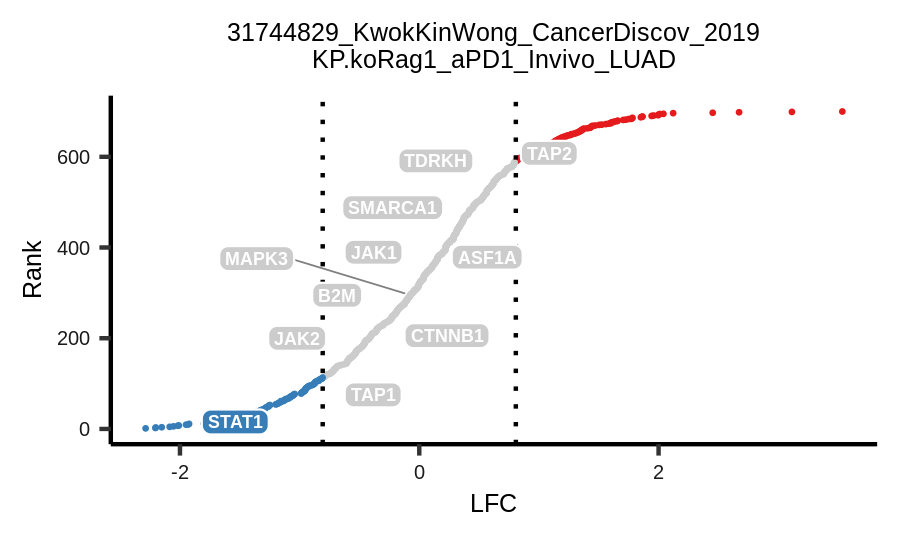 31744829_KwokKinWong_CancerDiscov_2019
KP.koRag1_aPD1_Invivo_LUAD
Rank
600
400
200
0
TDRKH
TAP2
SMARCA1
JAK1
MAPK3
ASF1A
B2M
JAK2
CTNNB1
TAP1
STAT1
-2
0
2
LFC